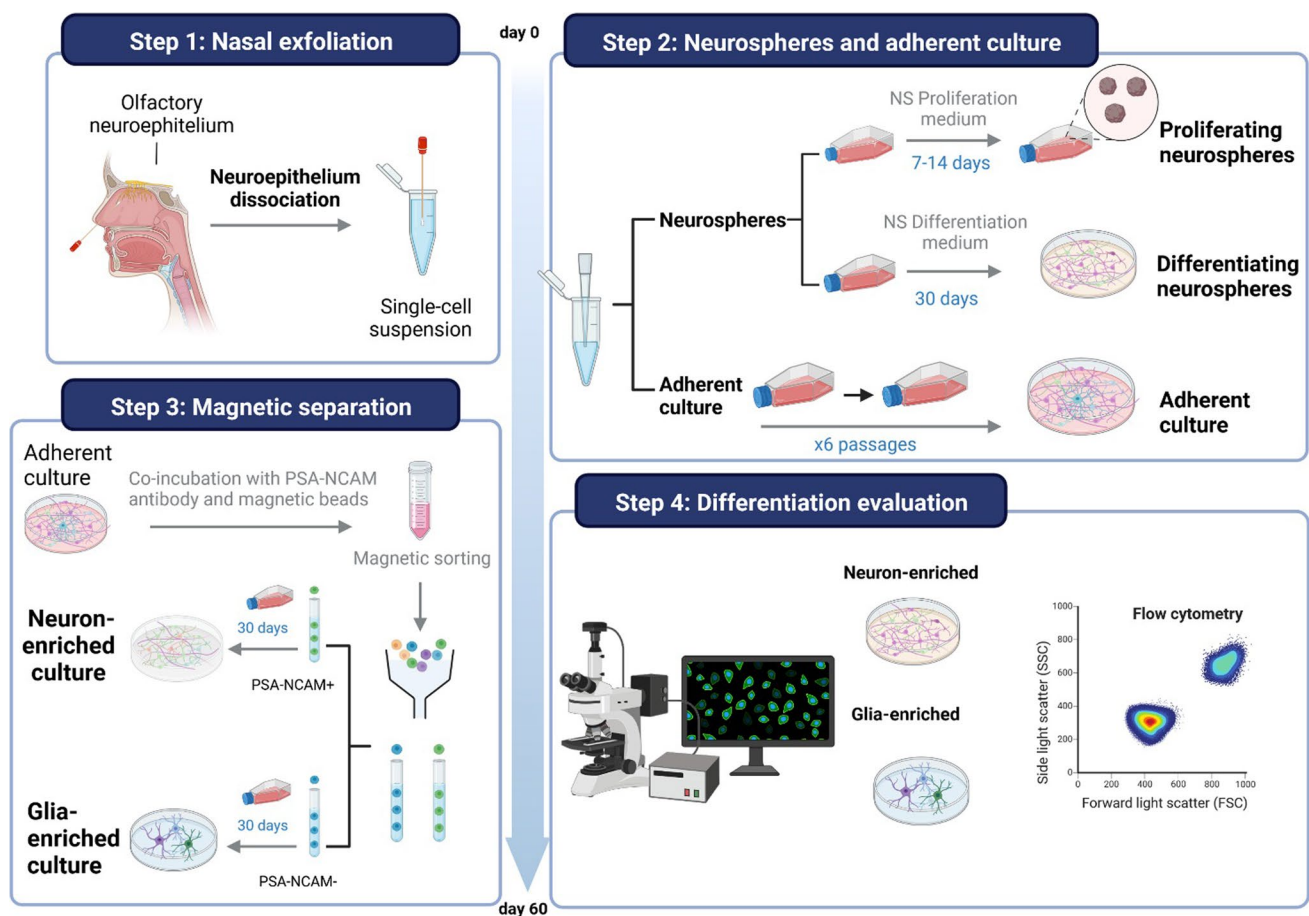 Step 1: Nasal exfoliation
Olfactory
neuroephitelium
Neuroepithelium
dissociation
Single-cell
suspension
day 0
Step 2: Neurospheres and adherent culture
NS Proliferation
medium
7-14 days
Proliferating
neurospheres
Neurospheres
NS Differentiation
medium
30 days
Differentiating
neurospheres
Adherent
culture
x6 passages
Adherent
culture
Step 3: Magnetic separation
Adherent
culture
Co-incubation with PSA-NCAM
antibody and magnetic beads
Magnetic sorting
Neuron-
enriched
culture
30 days
PSA-NCAM+
Glia-
enriched
culture
30 days
PSA-NCAM-
day 60
Step 4: Differentiation evaluation
Neuron-enriched
Glia-enriched
Flow cytometry
Side light scatter (SSC)
1000
800
600
400
200
0
0 200 400 600 800 1000
Forward light scatter (FSC)